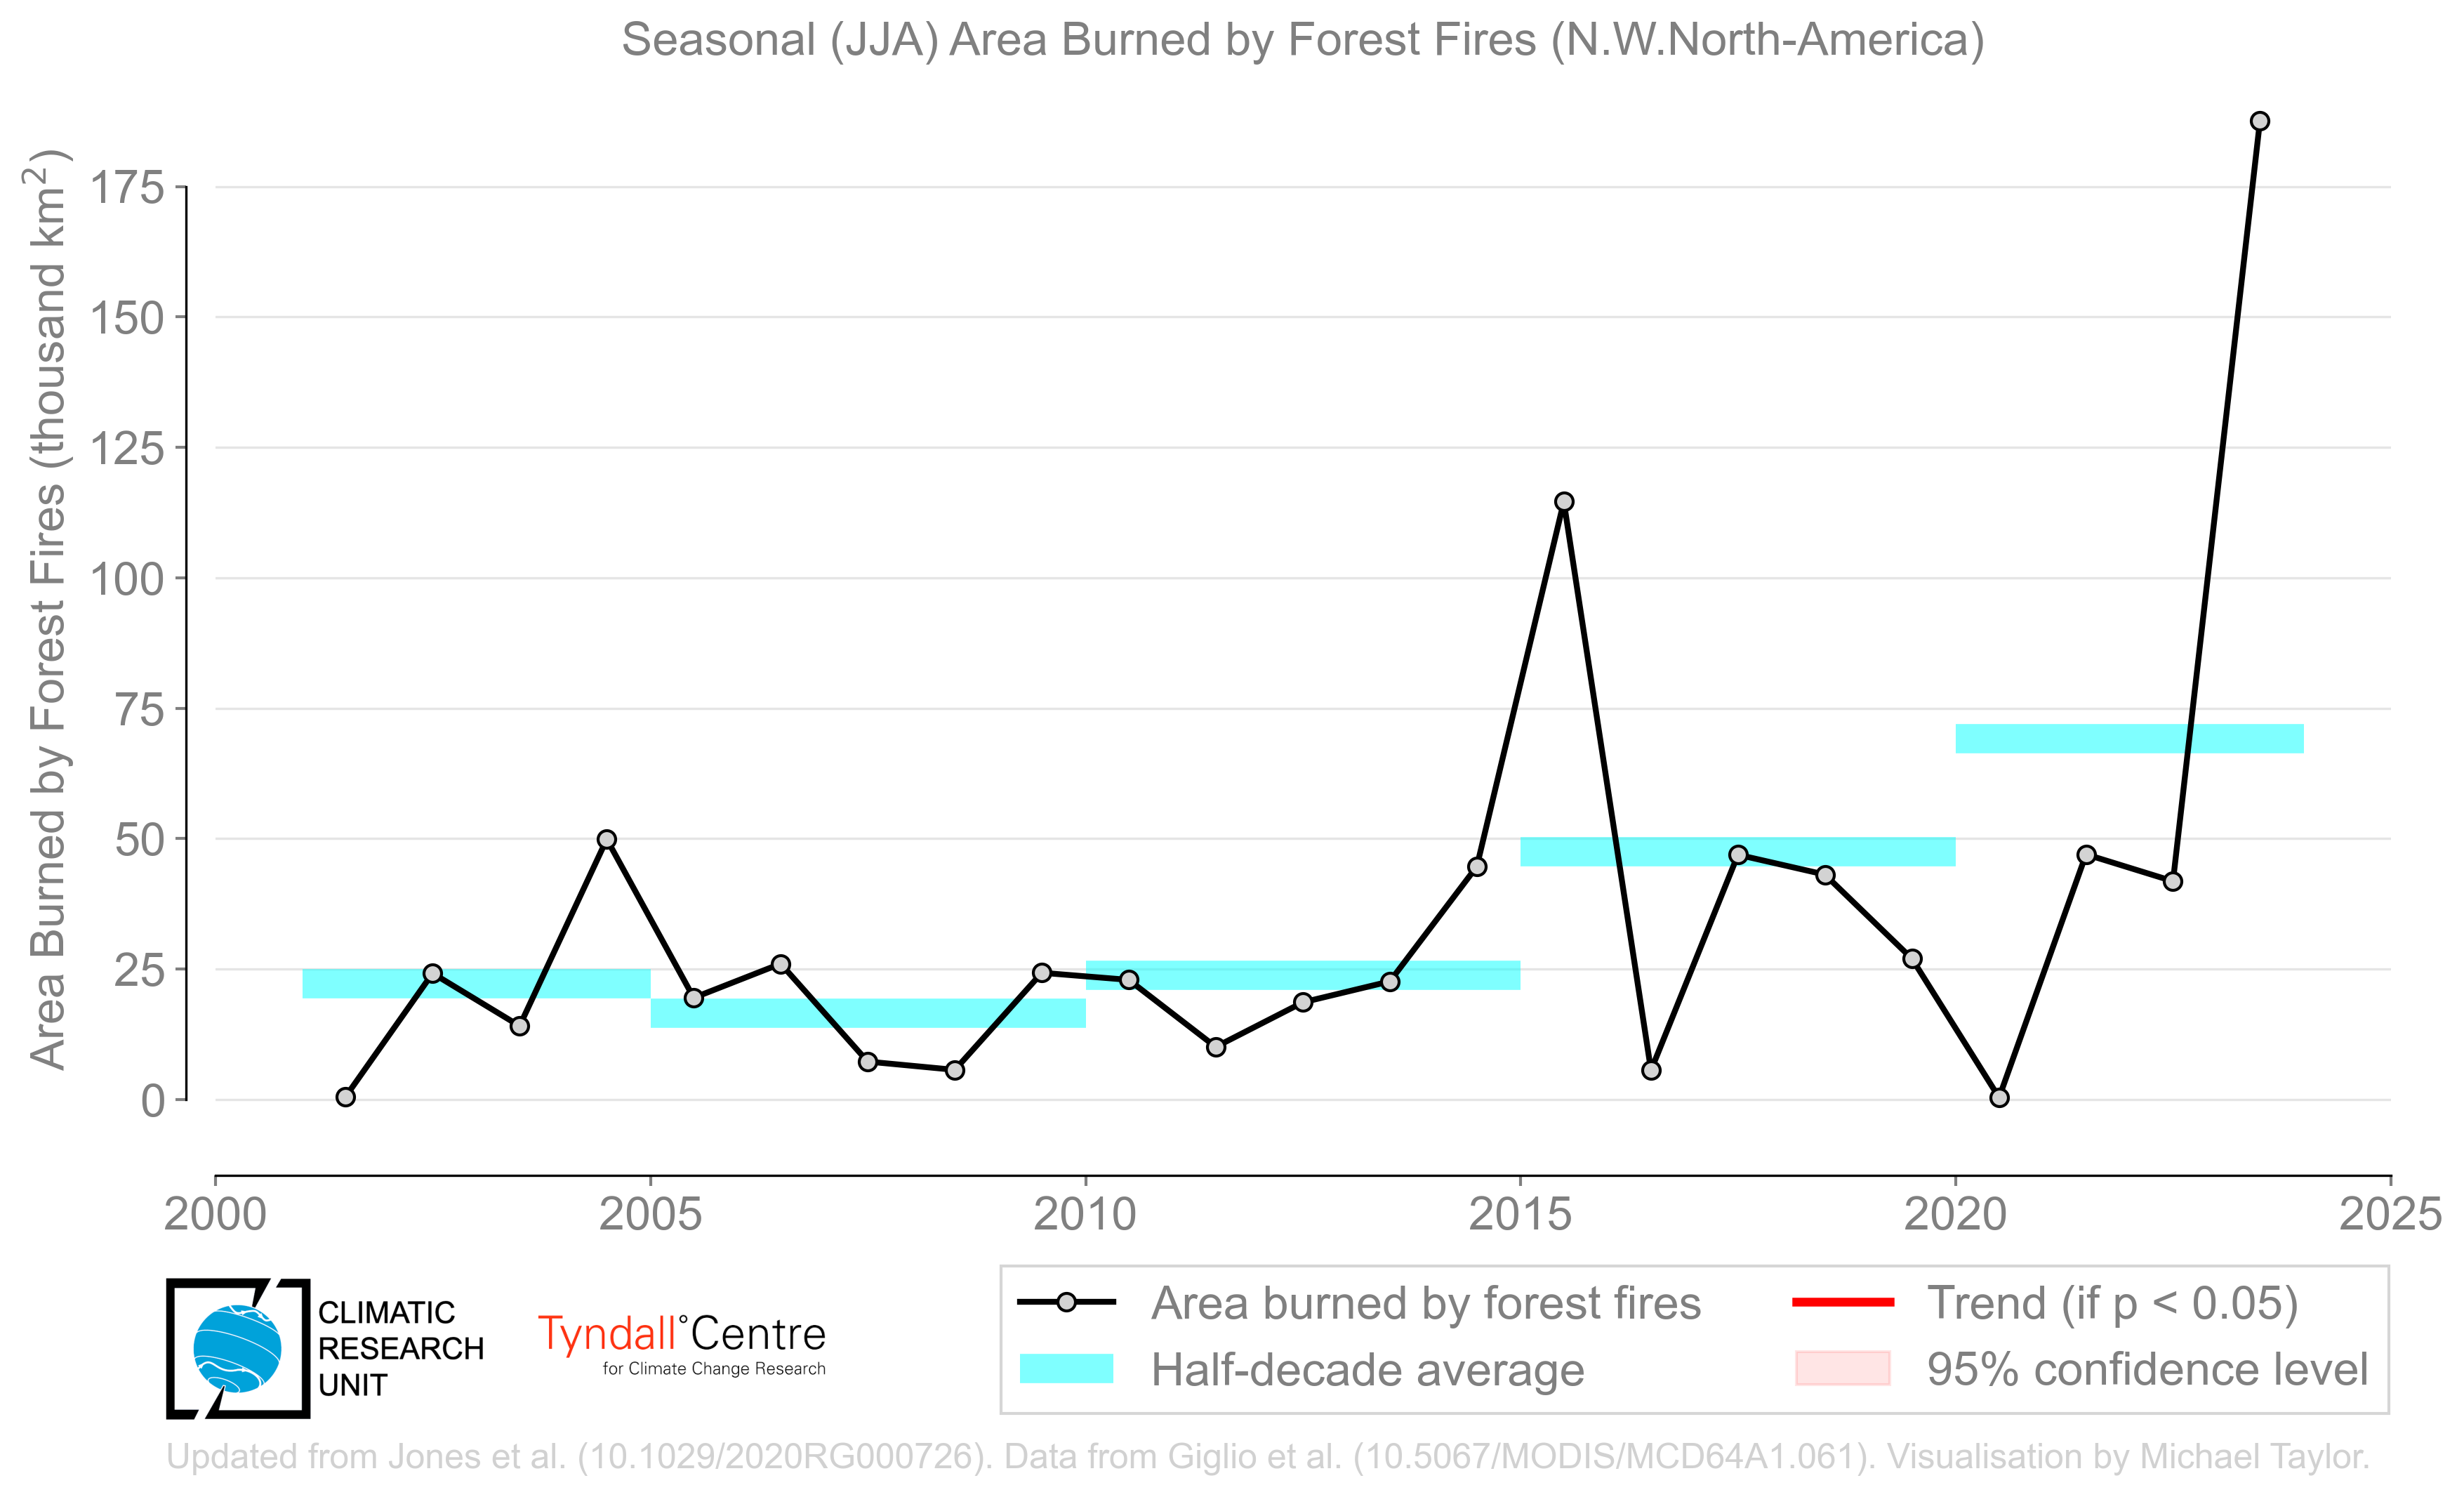 Seasonal (JJA) Area Burned by Forest Fires (N.W.North-America)
Area Burned by Forest Fires (thousand km²)
175
150
125
100
75
50
25
0
2000 2005 2010 2015 2020 2025
CLIMATIC
RESEARCH
UNIT
Tyndall°Centre
for Climate Change Research
Area burned by forest fires
Half-decade average
Trend (if p < 0.05)
95% confidence level
Updated from Jones et al. (10.1029/2020RG000726). Data from Giglio et al. (10.5067/MODIS/MCD64A1.061). Visualisation by Michael Taylor.